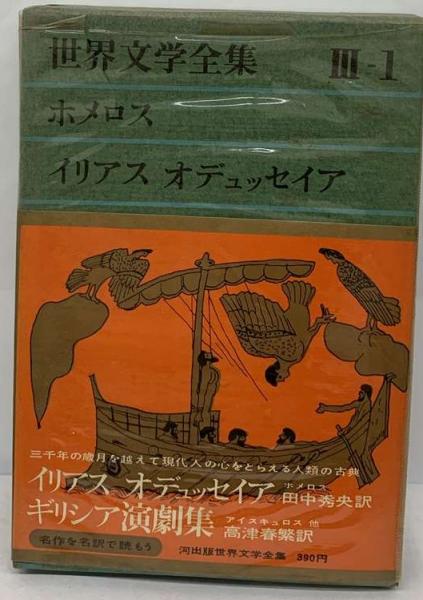 世界文学全集 III-1
ホメロス
イリアス オデュッセイア
三千年の歳月を越えて現代人の心をとらえる人類の古典
イリアス オデュッセイア ホメロス 田中秀央訳
ギリシア演劇集 アイスキュロス 他 高津春繁訳
名作を名訳で読もう 河出版世界文学全集 390円